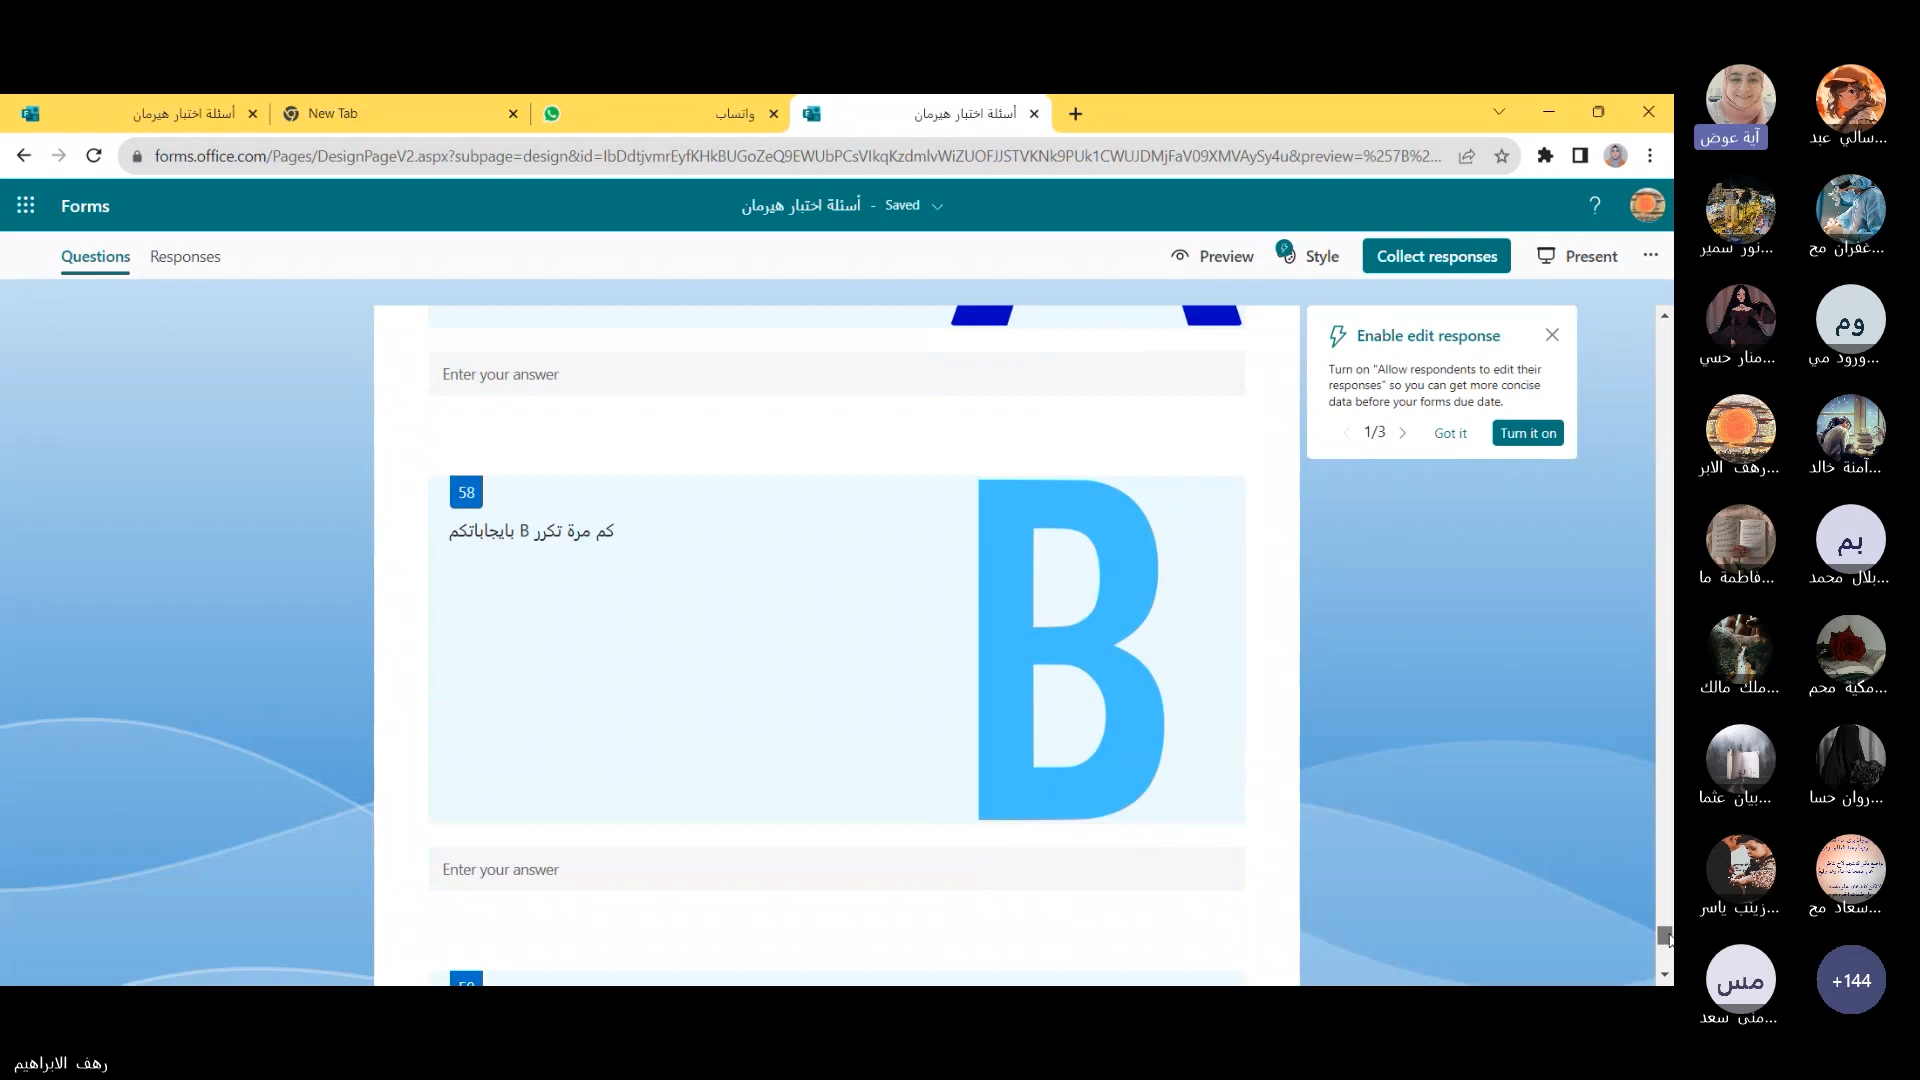 أسئلة اختبار هيرمان
New Tab
واتساب
أسئلة اختبار هيرمان
forms.office.com/Pages/DesignPageV2.aspx?subpage=design&id=IbDdtjvmrEyfKHkBUGoZeQ9EWUbPCsVIkqKzdmlvWiZUOFJJSTVKNk9PUk1CWUJDMjFaV09XMVAySy4u&preview=%257B%2...
Forms
أسئلة اختبار هيرمان - Saved
?
Questions
Responses
Preview
Style
Collect responses
Present
Enter your answer
Enable edit response
Turn on "Allow respondents to edit their
responses" so you can get more concise
data before your forms due date.
1/3
Got it
Turn it on
58
كم مرة تكرر B بايجاباتكم
B
Enter your answer
59
آية عوض
سالي عبد...
نور سمير...
غفران مح...
منار حسي...
وم
ورود مي...
رهف الابر...
آمنة خالد...
فاطمة ما...
بم
بلال محمد...
ملك مالك...
مكية محم...
بيان عثما...
روان حسا...
زينب ياسر...
سعاد مح...
مس
منى سعد...
+144
رهف الابراهيم